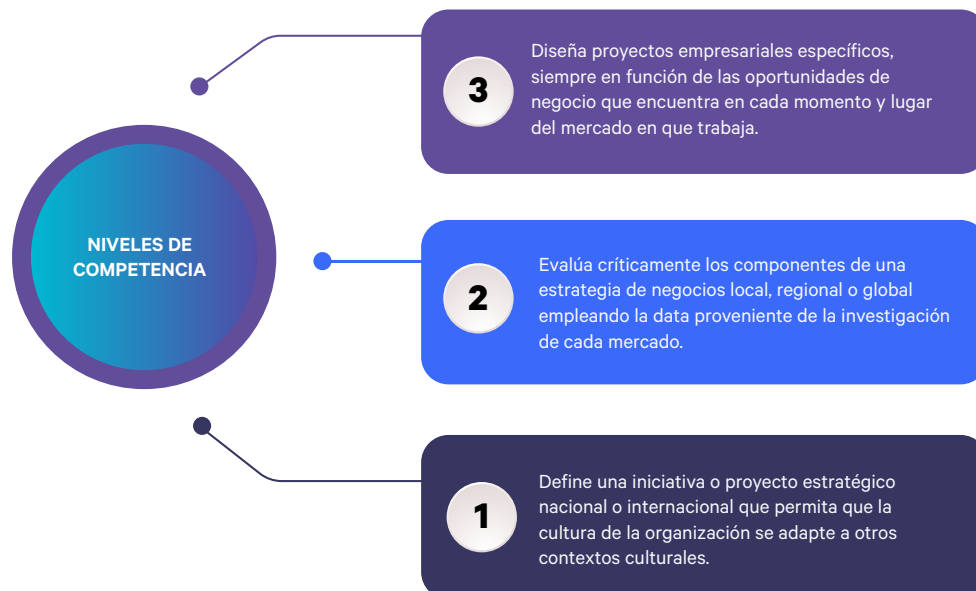 NIVELES DE
COMPETENCIA
3
Diseña proyectos empresariales específicos,
siempre en función de las oportunidades de
negocio que encuentra en cada momento y lugar
del mercado en que trabaja.
2
Evalúa críticamente los componentes de una
estrategia de negocios local, regional o global
empleando la data proveniente de la investigación
de cada mercado.
1
Define una iniciativa o proyecto estratégico
nacional o internacional que permita que la
cultura de la organización se adapte a otros
contextos culturales.